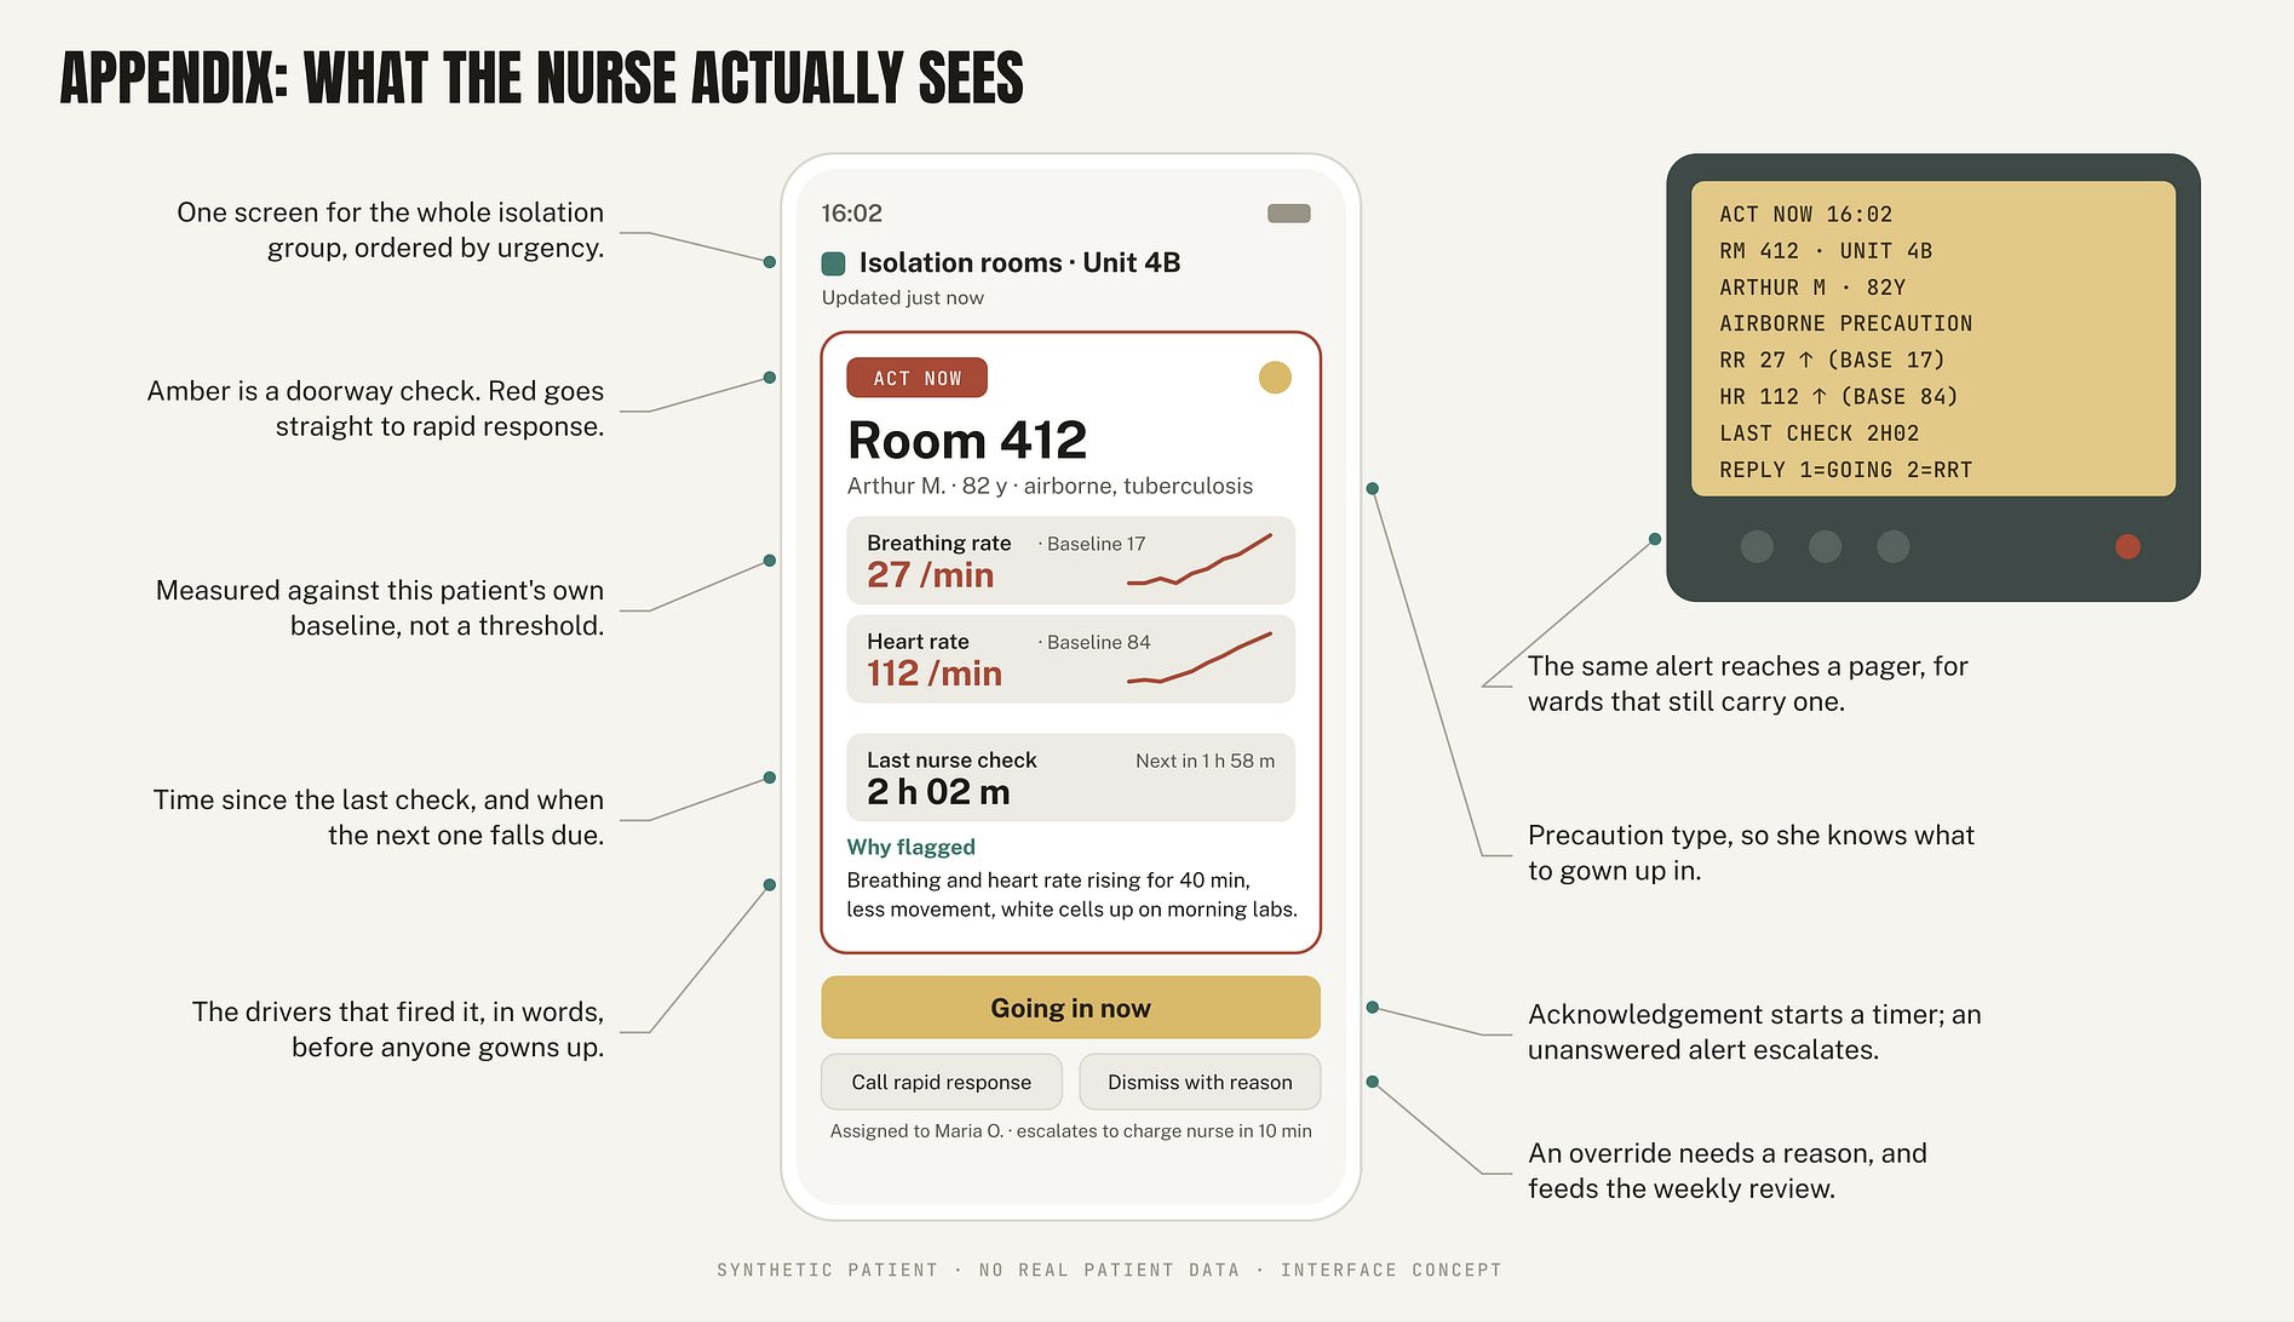 APPENDIX: WHAT THE NURSE ACTUALLY SEES
One screen for the whole isolation
group, ordered by urgency.
Amber is a doorway check. Red goes
straight to rapid response.
Measured against this patient's own
baseline, not a threshold.
Time since the last check, and when
the next one falls due.
The drivers that fired it, in words,
before anyone gowns up.
16:02
Isolation rooms · Unit 4B
Updated just now
ACT NOW
Room 412
Arthur M. · 82 y · airborne, tuberculosis
Breathing rate · Baseline 17
27 /min
Heart rate · Baseline 84
112 /min
Last nurse check Next in 1 h 58 m
2 h 02 m
Why flagged
Breathing and heart rate rising for 40 min,
less movement, white cells up on morning labs.
Going in now
Call rapid response Dismiss with reason
Assigned to Maria O. · escalates to charge nurse in 10 min
ACT NOW 16:02
RM 412 · UNIT 4B
ARTHUR M · 82Y
AIRBORNE PRECAUTION
RR 27 ↑ (BASE 17)
HR 112 ↑ (BASE 84)
LAST CHECK 2H02
REPLY 1=GOING 2=RRT
The same alert reaches a pager, for
wards that still carry one.
Precaution type, so she knows what
to gown up in.
Acknowledgement starts a timer; an
unanswered alert escalates.
An override needs a reason, and
feeds the weekly review.
SYNTHETIC PATIENT · NO REAL PATIENT DATA · INTERFACE CONCEPT